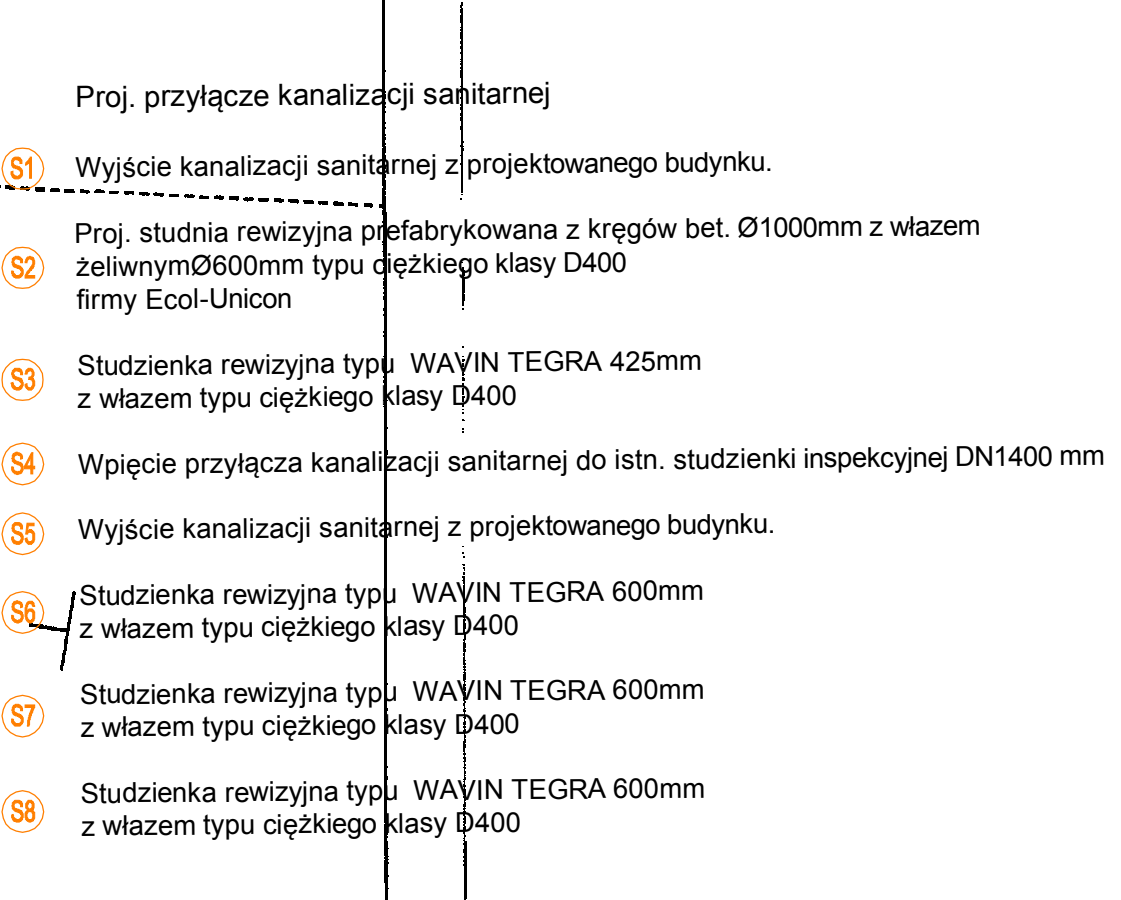 Proj. przyłącze kanalizacji sanitarnej
S1 Wyjście kanalizacji sanitarnej z projektowanego budynku.
Proj. studnia rewizyjna prefabrykowana z kręgów bet. Ø1000mm z włazem
S2 żeliwnymØ600mm typu ciężkiego klasy D400
firmy Ecol-Unicon
S3 Studzienka rewizyjna typu WAVIN TEGRA 425mm
z włazem typu ciężkiego klasy D400
S4 Wpięcie przyłącza kanalizacji sanitarnej do istn. studzienki inspekcyjnej DN1400 mm
S5 Wyjście kanalizacji sanitarnej z projektowanego budynku.
S6 Studzienka rewizyjna typu WAVIN TEGRA 600mm
z włazem typu ciężkiego klasy D400
S7 Studzienka rewizyjna typu WAVIN TEGRA 600mm
z włazem typu ciężkiego klasy D400
S8 Studzienka rewizyjna typu WAVIN TEGRA 600mm
z włazem typu ciężkiego klasy D400